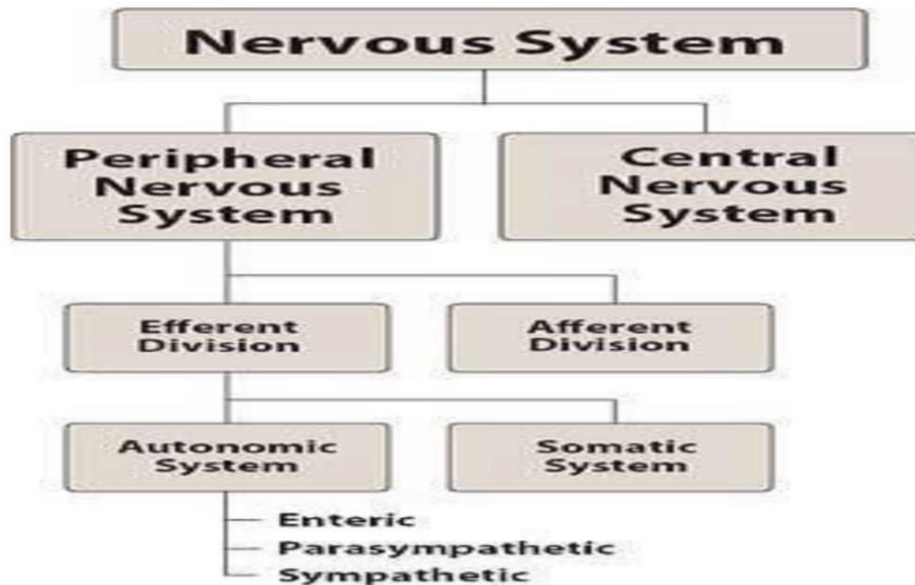 Nervous System
Peripheral
Nervous
System
Central
Nervous
System
Efferent
Division
Afferent
Division
Autonomic
System
Somatic
System
Enteric
Parasympathetic
Sympathetic